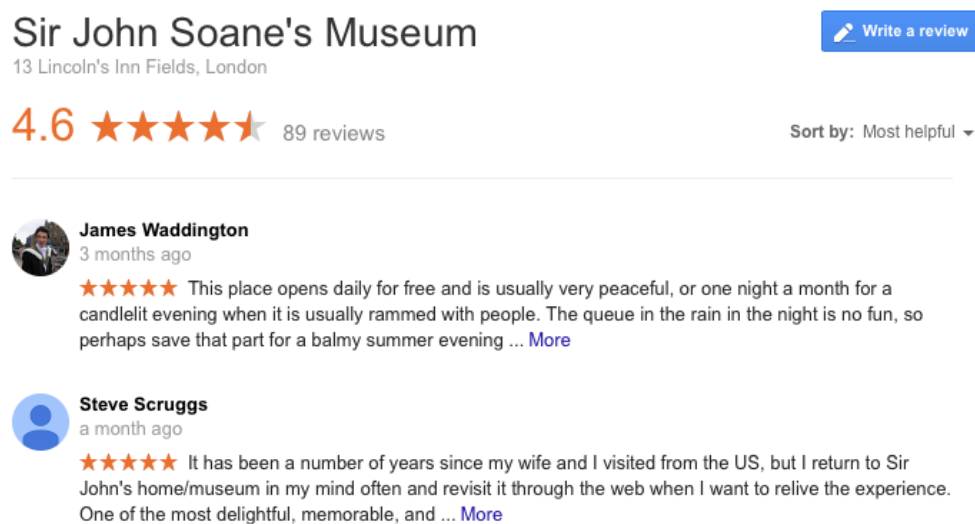 Sir John Soane's Museum
Write a review
13 Lincoln's Inn Fields, London
4.6 89 reviews
Sort by: Most helpful
James Waddington
3 months ago
This place opens daily for free and is usually very peaceful, or one night a month for a
candlelit evening when it is usually rammed with people. The queue in the rain in the night is no fun, so
perhaps save that part for a balmy summer evening ... More
Steve Scruggs
a month ago
It has been a number of years since my wife and I visited from the US, but I return to Sir
John's home/museum in my mind often and revisit it through the web when I want to relive the experience.
One of the most delightful, memorable, and ... More